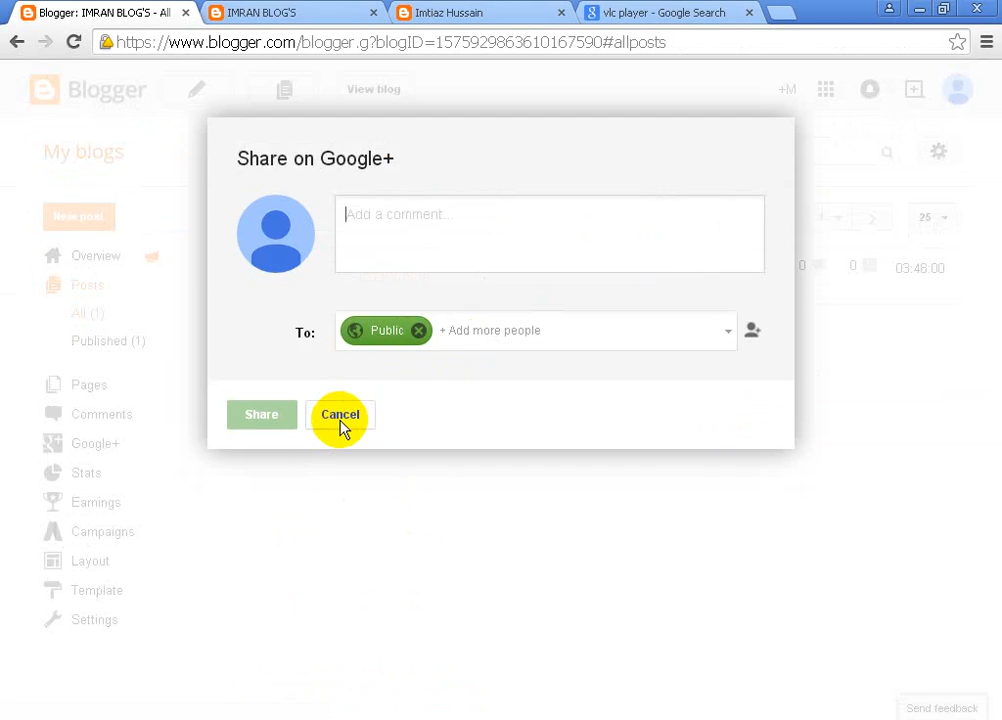 Blogger: IMRAN BLOG'S - All
IMRAN BLOG'S
Imtiaz Hussain
vlc player - Google Search
https://www.blogger.com/blogger.g?blogID=1575929863610167590#allposts
Blogger
View blog
+M
My blogs
New post
25
Overview
Posts
All (1)
Published (1)
Pages
Comments
Google+
Stats
Earnings
Campaigns
Layout
Template
Settings
0
0
03:48:00
Share on Google+
Add a comment...
To:
Public
+ Add more people
Share
Cancel
Send feedback